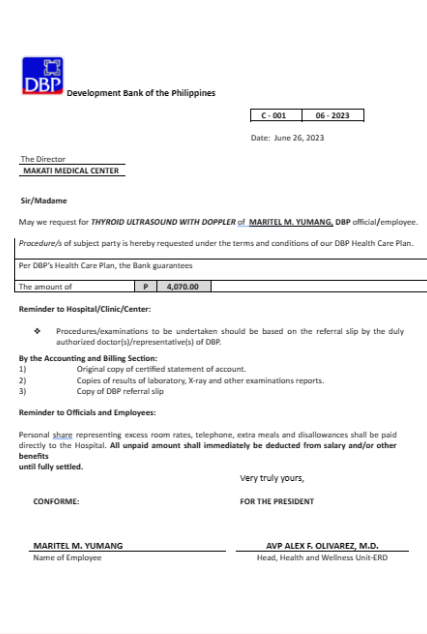 DBP
Development Bank of the Philippines
C - 001 06 - 2023
Date: June 26, 2023
The Director
MAKATI MEDICAL CENTER
Sir/Madame
May we request for THYROID ULTRASOUND WITH DOPPLER of MARITEL M. YUMANG, DBP official/employee.
Procedure/s of subject party is hereby requested under the terms and conditions of our DBP Health Care Plan.
Per DBP's Health Care Plan, the Bank guarantees
The amount of P 4,070.00
Reminder to Hospital/Clinic/Center:
❖ Procedures/examinations to be undertaken should be based on the referral slip by the duly
authorized doctor(s)/representative(s) of DBP.
By the Accounting and Billing Section:
1) Original copy of certified statement of account.
2) Copies of results of laboratory, X-ray and other examinations reports.
3) Copy of DBP referral slip
Reminder to Officials and Employees:
Personal share representing excess room rates, telephone, extra meals and disallowances shall be paid
directly to the Hospital. All unpaid amount shall immediately be deducted from salary and/or other
benefits
until fully settled.
Very truly yours,
CONFORME: FOR THE PRESIDENT
MARITEL M. YUMANG AVP ALEX F. OLIVAREZ, M.D.
Name of Employee Head, Health and Wellness Unit-ERD